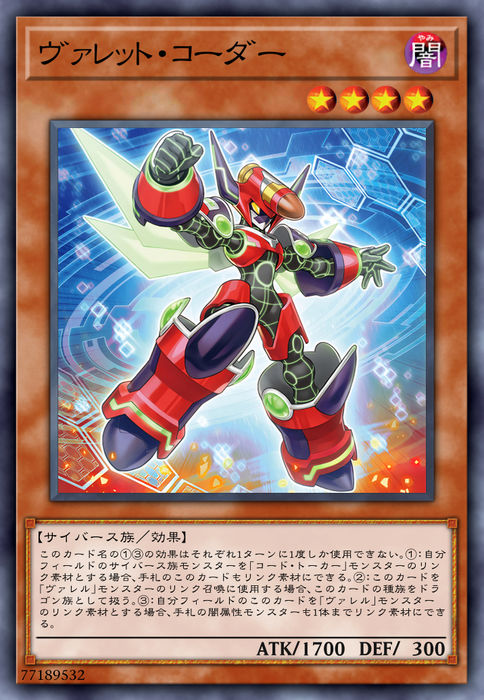 ヴァレット・コーダー
やみ
闇
【サイバース族／効果】
このカード名の①③の効果はそれぞれ1ターンに1度しか使用できない。①：自分
フィールドのサイバース族モンスターを「コード・トーカー」モンスターのリン
ク素材とする場合、手札のこのカードもリンク素材にできる。②：このカードを
「ヴァレル」モンスターのリンク召喚に使用する場合、このカードの種族をドラ
ゴン族として扱う。③：自分フィールドのこのカードを「ヴァレル」モンスター
のリンク素材とする場合、手札の闇属性モンスターも1体までリンク素材にでき
る。
ATK/1700 DEF/ 300
77189532